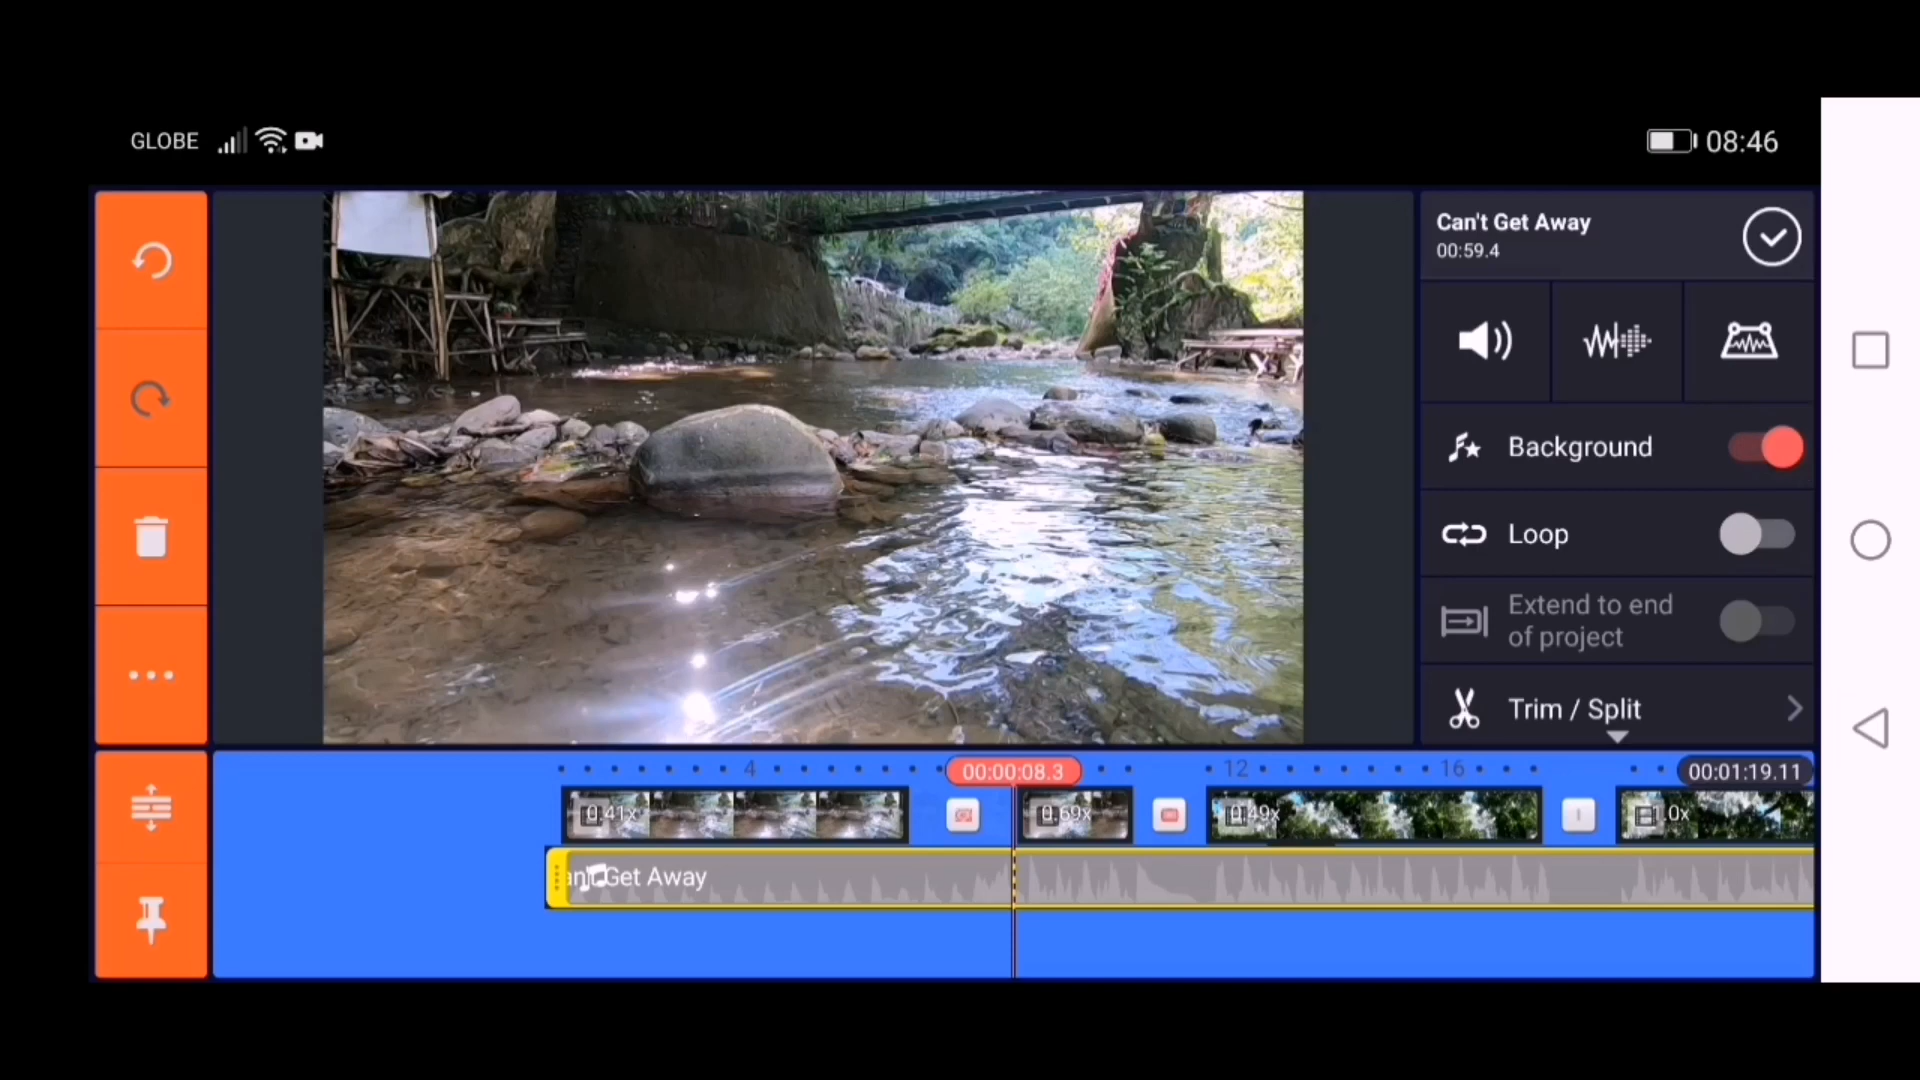 GLOBE
08:46
Can't Get Away
00:59.4
Background
Loop
Extend to end
of project
Trim / Split
4
00:00:08.3
12
16
00:01:19.11
0.41x
0.69x
0.49x
1.0x
Get Away